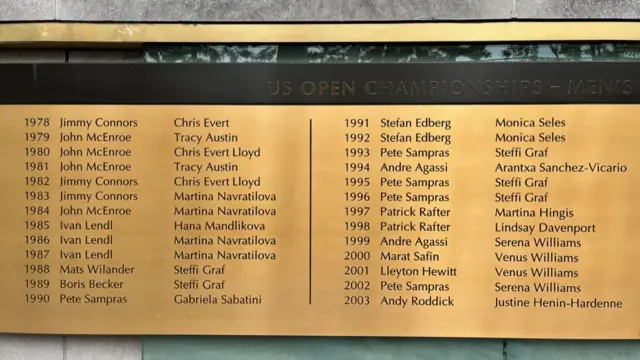 US OPEN CHAMPIONSHIPS – MEN'S
1978 Jimmy Connors Chris Evert
1979 John McEnroe Tracy Austin
1980 John McEnroe Chris Evert Lloyd
1981 John McEnroe Tracy Austin
1982 Jimmy Connors Chris Evert Lloyd
1983 Jimmy Connors Martina Navratilova
1984 John McEnroe Martina Navratilova
1985 Ivan Lendl Hana Mandlikova
1986 Ivan Lendl Martina Navratilova
1987 Ivan Lendl Martina Navratilova
1988 Mats Wilander Steffi Graf
1989 Boris Becker Steffi Graf
1990 Pete Sampras Gabriela Sabatini
1991 Stefan Edberg Monica Seles
1992 Stefan Edberg Monica Seles
1993 Pete Sampras Steffi Graf
1994 Andre Agassi Arantxa Sanchez-Vicario
1995 Pete Sampras Steffi Graf
1996 Pete Sampras Steffi Graf
1997 Patrick Rafter Martina Hingis
1998 Patrick Rafter Lindsay Davenport
1999 Andre Agassi Serena Williams
2000 Marat Safin Venus Williams
2001 Lleyton Hewitt Venus Williams
2002 Pete Sampras Serena Williams
2003 Andy Roddick Justine Henin-Hardenne